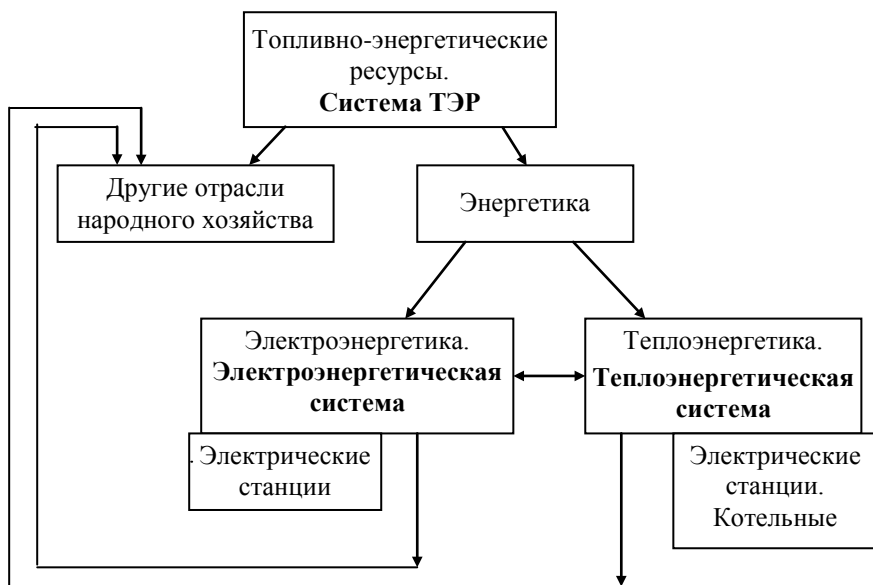 Топливно-энергетические
ресурсы.
Система ТЭР
Другие отрасли
народного хозяйства
Энергетика
Электроэнергетика.
Электроэнергетическая
система
Теплоэнергетика.
Теплоэнергетическая
система
. Электрические
станции
Электрические
станции.
Котельные